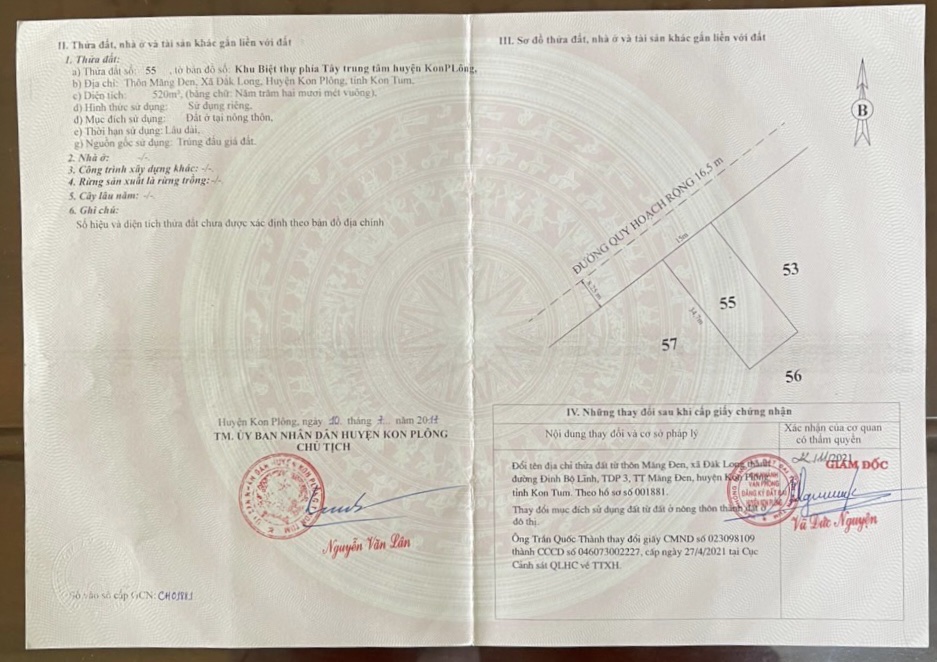 II. Thửa đất, nhà ở và tài sản khác gắn liền với đất
1. Thửa đất:
a) Thửa đất số: 55 , tờ bản đồ số: Khu Biệt thự phía Tây trung tâm huyện KonPLông,
b) Địa chỉ: Thôn Măng Đen, Xã Đăk Long, Huyện Kon Plông, tỉnh Kon Tum.
c) Diện tích: 520m², (bằng chữ: Năm trăm hai mươi mét vuông).
d) Hình thức sử dụng: Sử dụng riêng.
đ) Mục đích sử dụng: Đất ở tại nông thôn,
e) Thời hạn sử dụng: Lâu dài,
g) Nguồn gốc sử dụng: Trúng đấu giá đất.
2. Nhà ở: -/-
3. Công trình xây dựng khác: -/-.
4. Rừng sản xuất là rừng trồng:-/-
5. Cây lâu năm: -/-
6. Ghi chú:
Số hiệu và diện tích thửa đất chưa được xác định theo bản đồ địa chính
Huyện Kon Plông, ngày tháng 7 năm 2017
TM. ỦY BAN NHÂN DÂN HUYỆN KON PLÔNG
CHỦ TỊCH
Nguyễn Văn Lân
Số vào sổ cấp GCN:
III. Sơ đồ thửa đất, nhà ở và tài sản khác gắn liền với đất
B
ĐƯỜNG QUY HOẠCH RỘNG 16,5 m
8,25 m
15m
34,7m
53
55
57
56
IV. Những thay đổi sau khi cấp giấy chứng nhận
Nội dung thay đổi và cơ sở pháp lý
Xác nhận của cơ quan
có thẩm quyền
Đổi tên địa chỉ thửa đất từ thôn Măng Đen, xã Đăk Long thành
đường Đinh Bộ Lĩnh, TDP 3, TT Măng Đen, huyện Kon Plông,
tỉnh Kon Tum. Theo hồ sơ số 001881.
Thay đổi mục đích sử dụng đất từ đất ở nông thôn thành đất ở
đô thị.
Ông Trần Quốc Thành thay đổi giấy CMND số 023098109
thành CCCD số 046073002227, cấp ngày 27/4/2021 tại Cục
Cảnh sát QLHC về TTXH.
GIÁM ĐỐC
VĂN PHÒNG
ĐĂNG KÝ ĐẤT ĐAI
Vũ Đức Nguyện